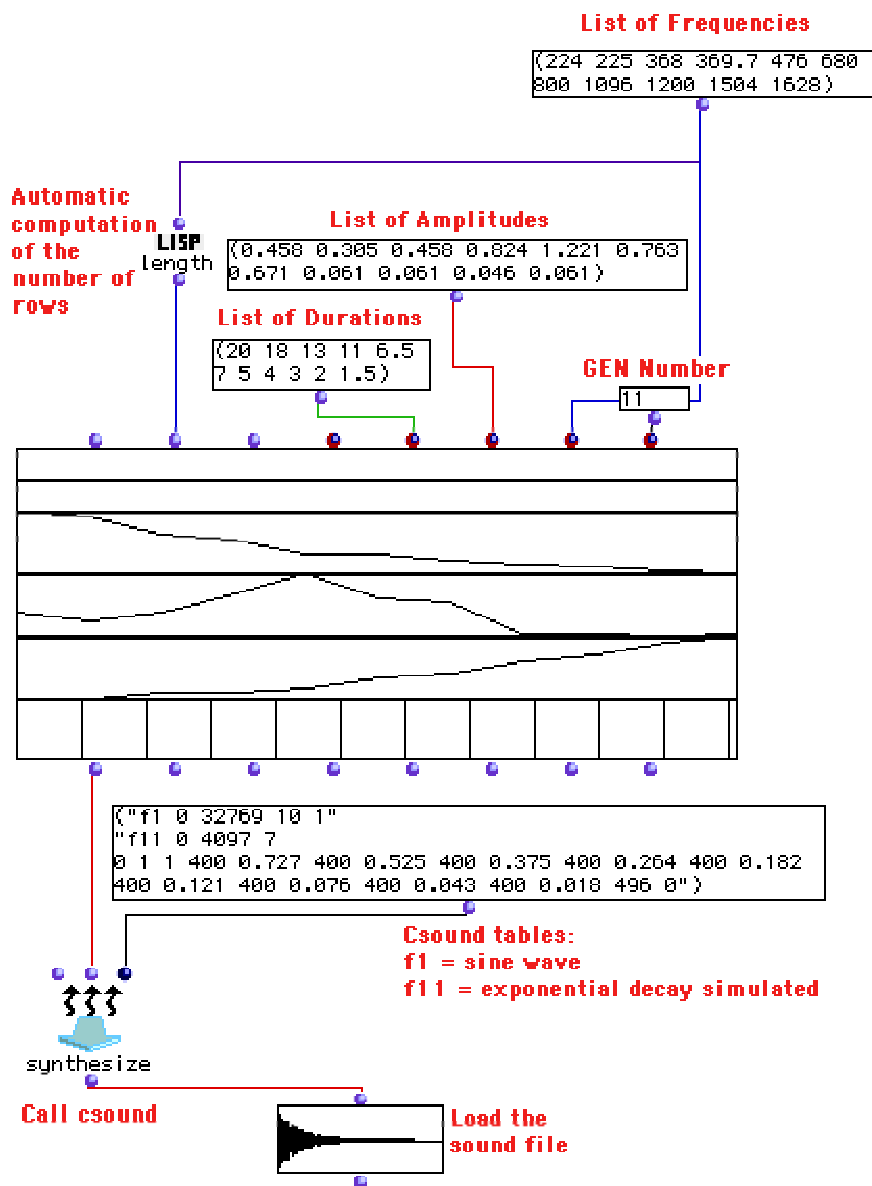 List of Frequencies
(224 225 368 369.7 476 680
800 1096 1200 1504 1628)
Automatic
computation
of the
number of
rows
LISP
length
List of Amplitudes
(0.458 0.305 0.458 0.824 1.221 0.763
0.671 0.061 0.061 0.046 0.061)
List of Durations
(20 18 13 11 6.5
7 5 4 3 2 1.5)
GEN Number
11
("f1 0 32769 10 1"
"f11 0 4097 7
0 1 1 400 0.727 400 0.525 400 0.375 400 0.264 400 0.182
400 0.121 400 0.076 400 0.043 400 0.018 496 0")
Csound tables:
f1 = sine wave
f11 = exponential decay simulated
synthesize
Call csound
Load the
sound file